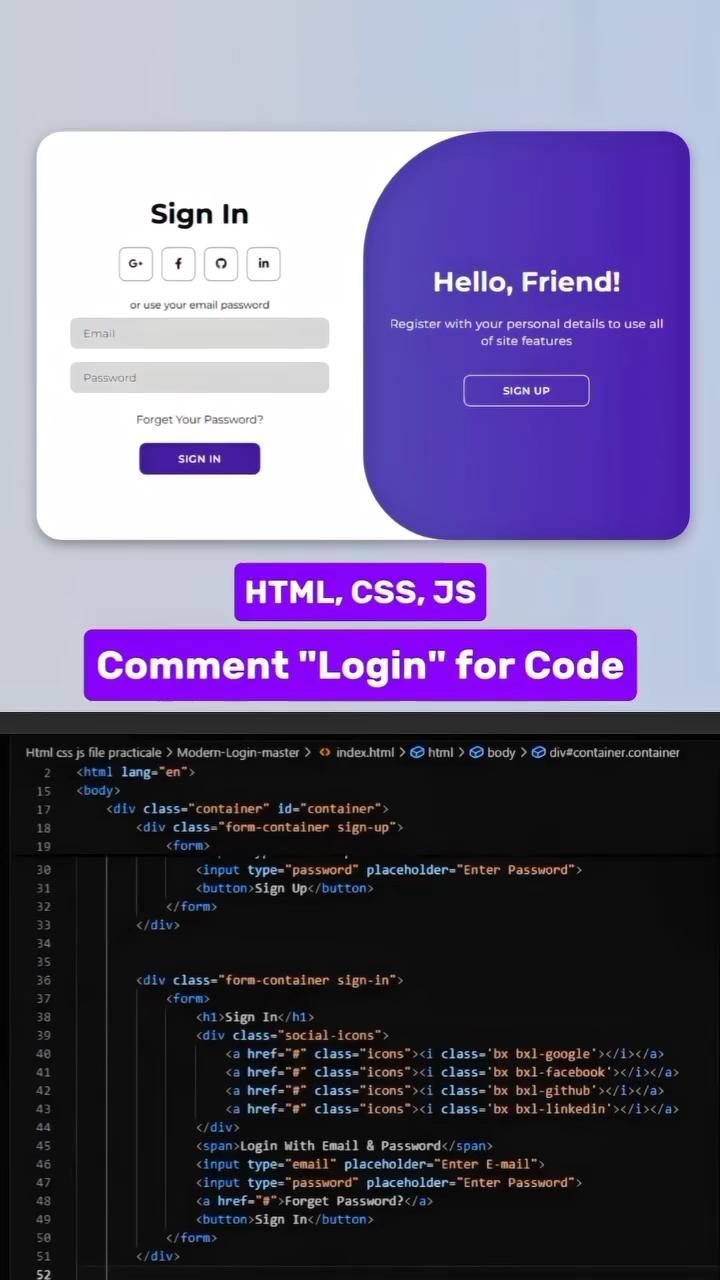 Sign In
G+ f in
or use your email password
Email
Password
Forget Your Password?
SIGN IN
Hello, Friend!
Register with your personal details to use all
of site features
SIGN UP
HTML, CSS, JS
Comment "Login" for Code
Html css js file practicale > Modern-Login-master > <> index.html > html > body > div#container.container
2 <html lang="en">
15 <body>
17 <div class="container" id="container">
18 <div class="form-container sign-up">
19 <form>
30 <input type="password" placeholder="Enter Password">
31 <button>Sign Up</button>
32 </form>
33 </div>
34
35
36 <div class="form-container sign-in">
37 <form>
38 <h1>Sign In</h1>
39 <div class="social-icons">
40 <a href="#" class="icons"><i class='bx bxl-google'></i></a>
41 <a href="#" class="icons"><i class='bx bxl-facebook'></i></a>
42 <a href="#" class="icons"><i class='bx bxl-github'></i></a>
43 <a href="#" class="icons"><i class='bx bxl-linkedin'></i></a>
44 </div>
45 <span>Login With Email & Password</span>
46 <input type="email" placeholder="Enter E-mail">
47 <input type="password" placeholder="Enter Password">
48 <a href="#">Forget Password?</a>
49 <button>Sign In</button>
50 </form>
51 </div>
52